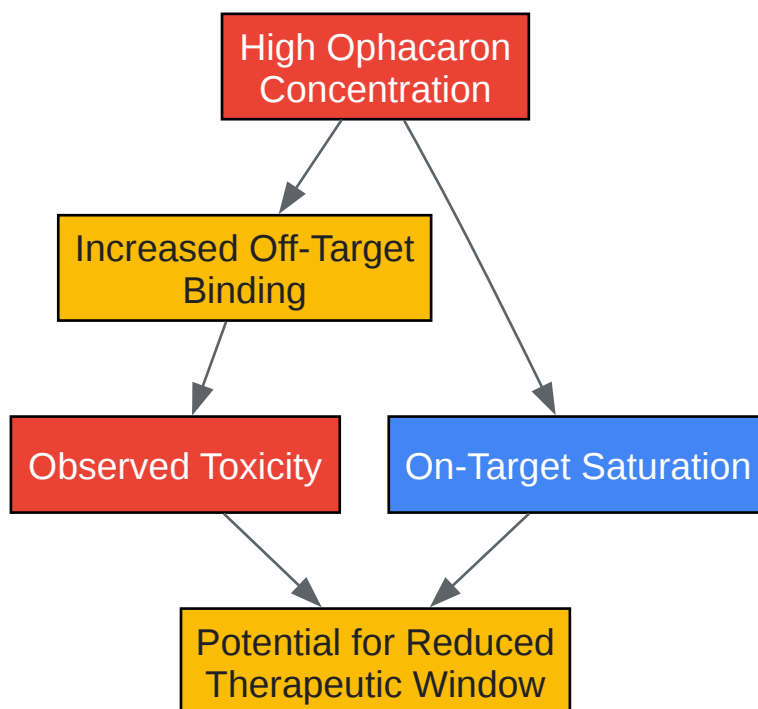 High Ophacaron
Concentration
Increased Off-Target
Binding
Observed Toxicity
On-Target Saturation
Potential for Reduced
Therapeutic Window